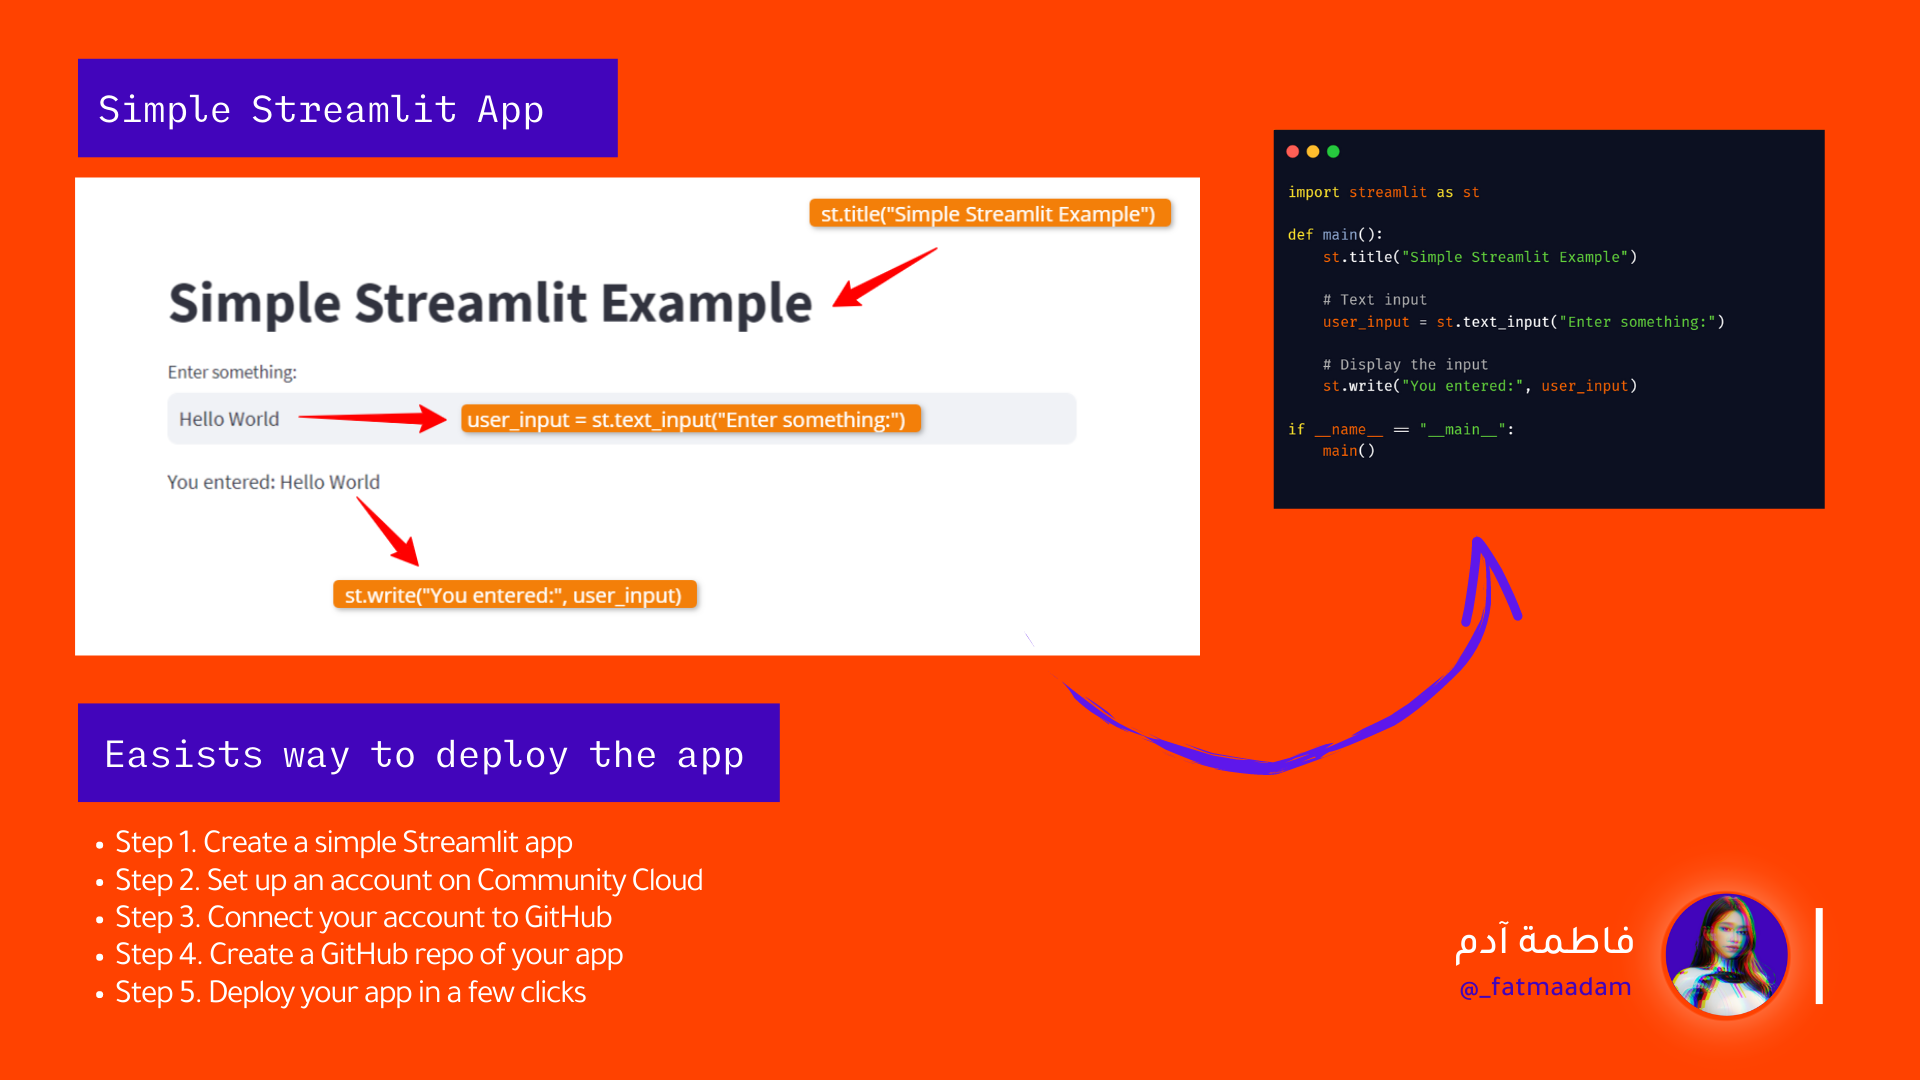 Simple Streamlit App
st.title("Simple Streamlit Example")
Simple Streamlit Example
Enter something:
Hello World
user_input = st.text_input("Enter something:")
You entered: Hello World
st.write("You entered:", user_input)
import streamlit as st
def main():
    st.title("Simple Streamlit Example")
    # Text input
    user_input = st.text_input("Enter something:")
    # Display the input
    st.write("You entered:", user_input)
if __name__ == "__main__":
    main()
Easists way to deploy the app
• Step 1. Create a simple Streamlit app
• Step 2. Set up an account on Community Cloud
• Step 3. Connect your account to GitHub
• Step 4. Create a GitHub repo of your app
• Step 5. Deploy your app in a few clicks
فاطمة آدم
@_fatmaadam